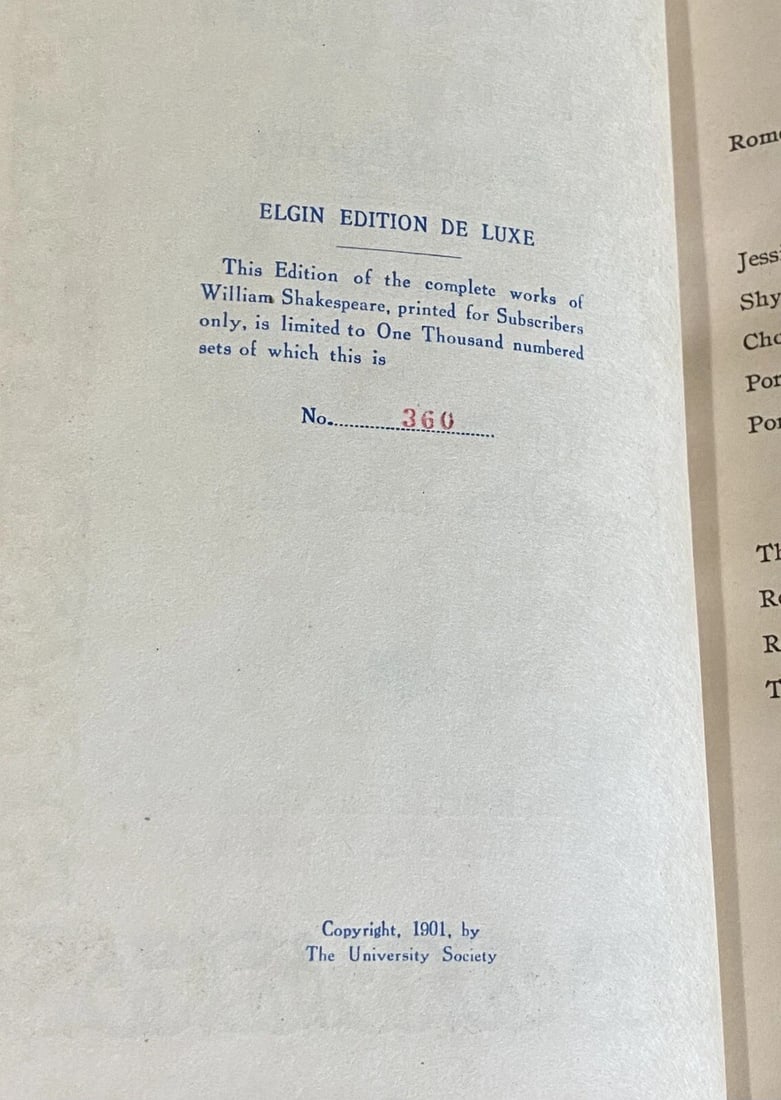 ELGIN EDITION DE LUXE
This Edition of the complete works of
William Shakespeare, printed for Subscribers
only, is limited to One Thousand numbered
sets of which this is
No. 360
Copyright, 1901, by
The University Society